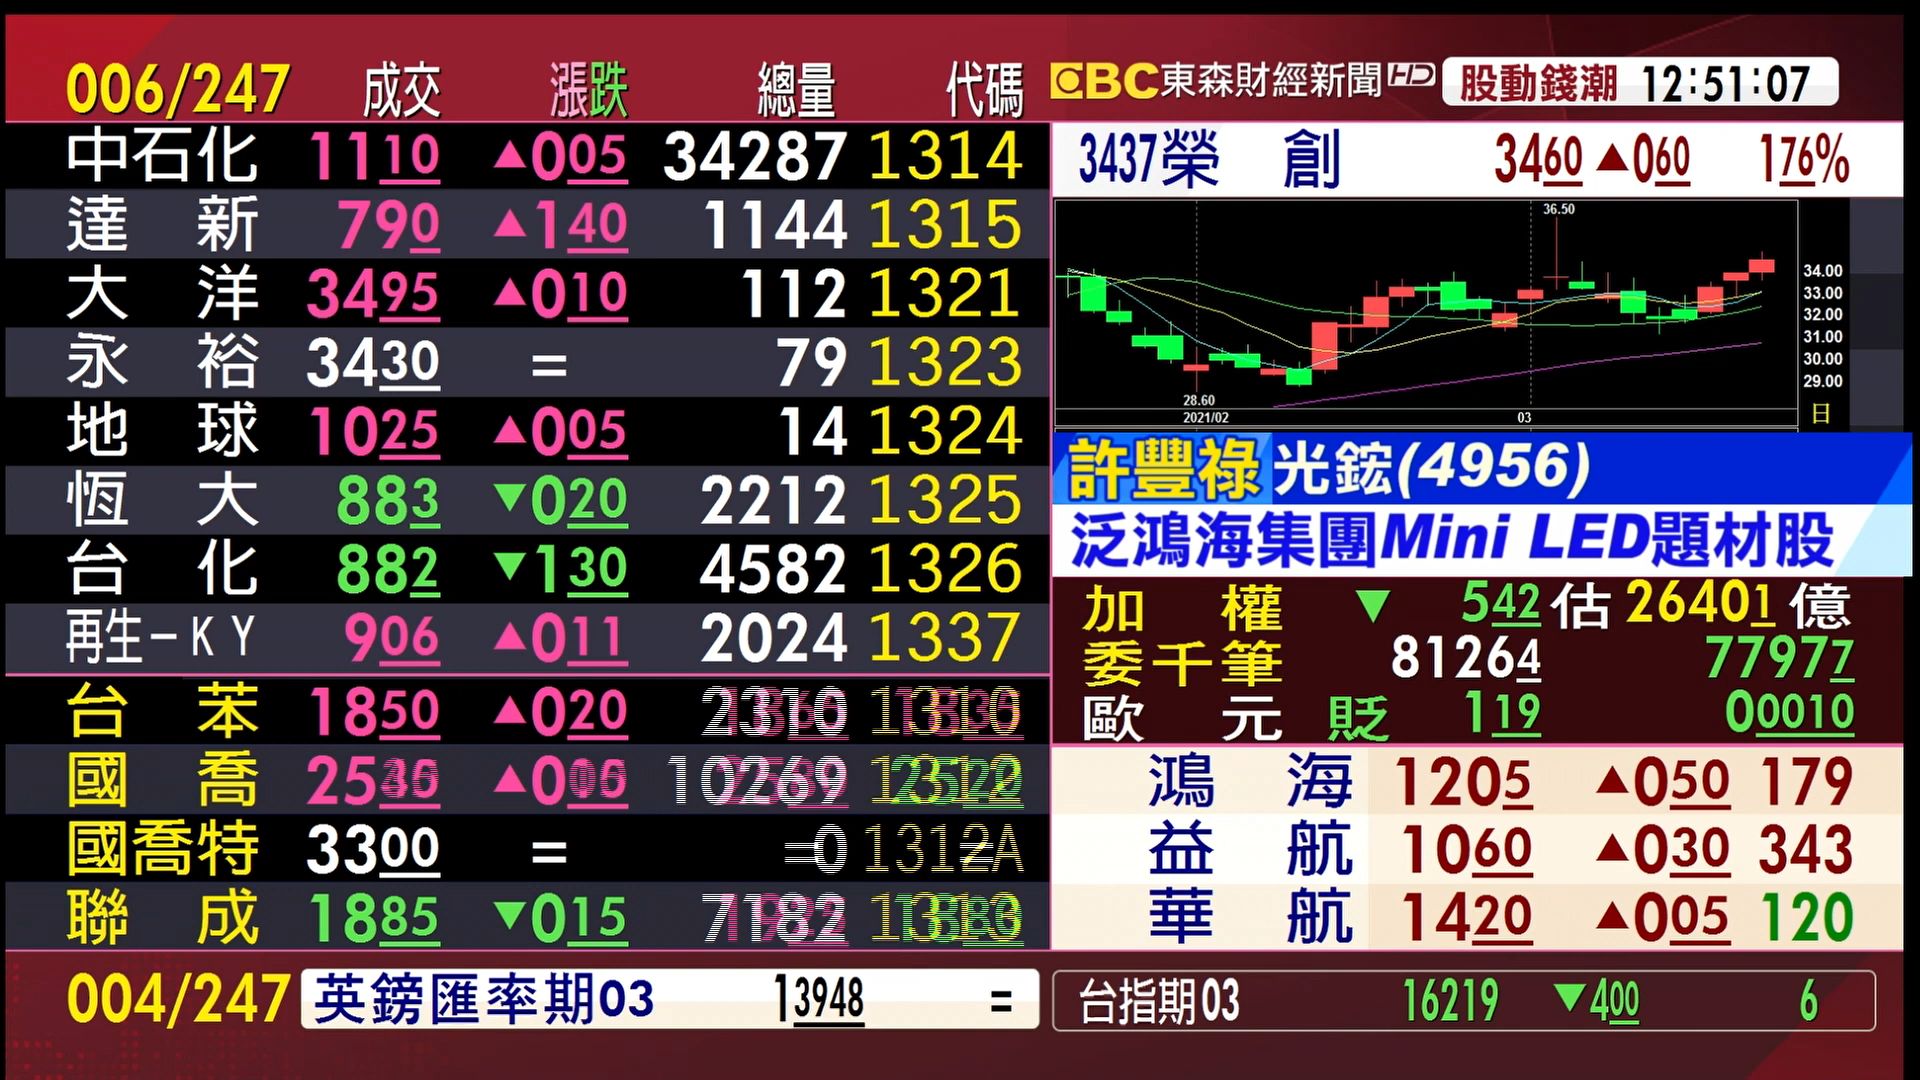 006/247 成交 漲跌 總量 代碼
中石化 1110 ▲005 34287 1314
達新 790 ▲140 1144 1315
大洋 3495 ▲010 112 1321
永裕 3430 = 79 1323
地球 1025 ▲005 14 1324
恆大 883 ▼020 2212 1325
台化 882 ▼130 4582 1326
再生-KY 906 ▲011 2024 1337
台苯 1850 ▲020
國喬
國喬特 3300 =
聯成 1885 ▼015
004/247 英鎊匯率期03 13948 =
EBC東森財經新聞HD 股動錢潮 12:51:07
3437榮創 3460 ▲060 176%
36.50
34.00
33.00
32.00
31.00
30.00
29.00
28.60
2021/02 03 日
許豐祿 光鋐(4956)
泛鴻海集團Mini LED題材股
加權 ▼ 542 估 26401 億
委千筆 81264 77977
歐元 貶 119 00010
鴻海 1205 ▲050 179
益航 1060 ▲030 343
華航 1420 ▲005 120
台指期03 16219 ▼400 6